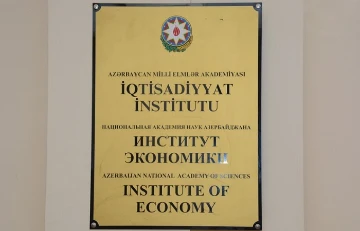 AZƏRBAYCAN MİLLİ ELMLƏR AKADEMİYASI
İQTİSADİYYAT
İNSTİTUTU
НАЦИОНАЛЬНАЯ АКАДЕМИЯ НАУК АЗЕРБАЙДЖАНА
ИНСТИТУТ
ЭКОНОМИКИ
AZERBAIJAN NATIONAL ACADEMY OF SCIENCES
INSTITUTE OF
ECONOMY